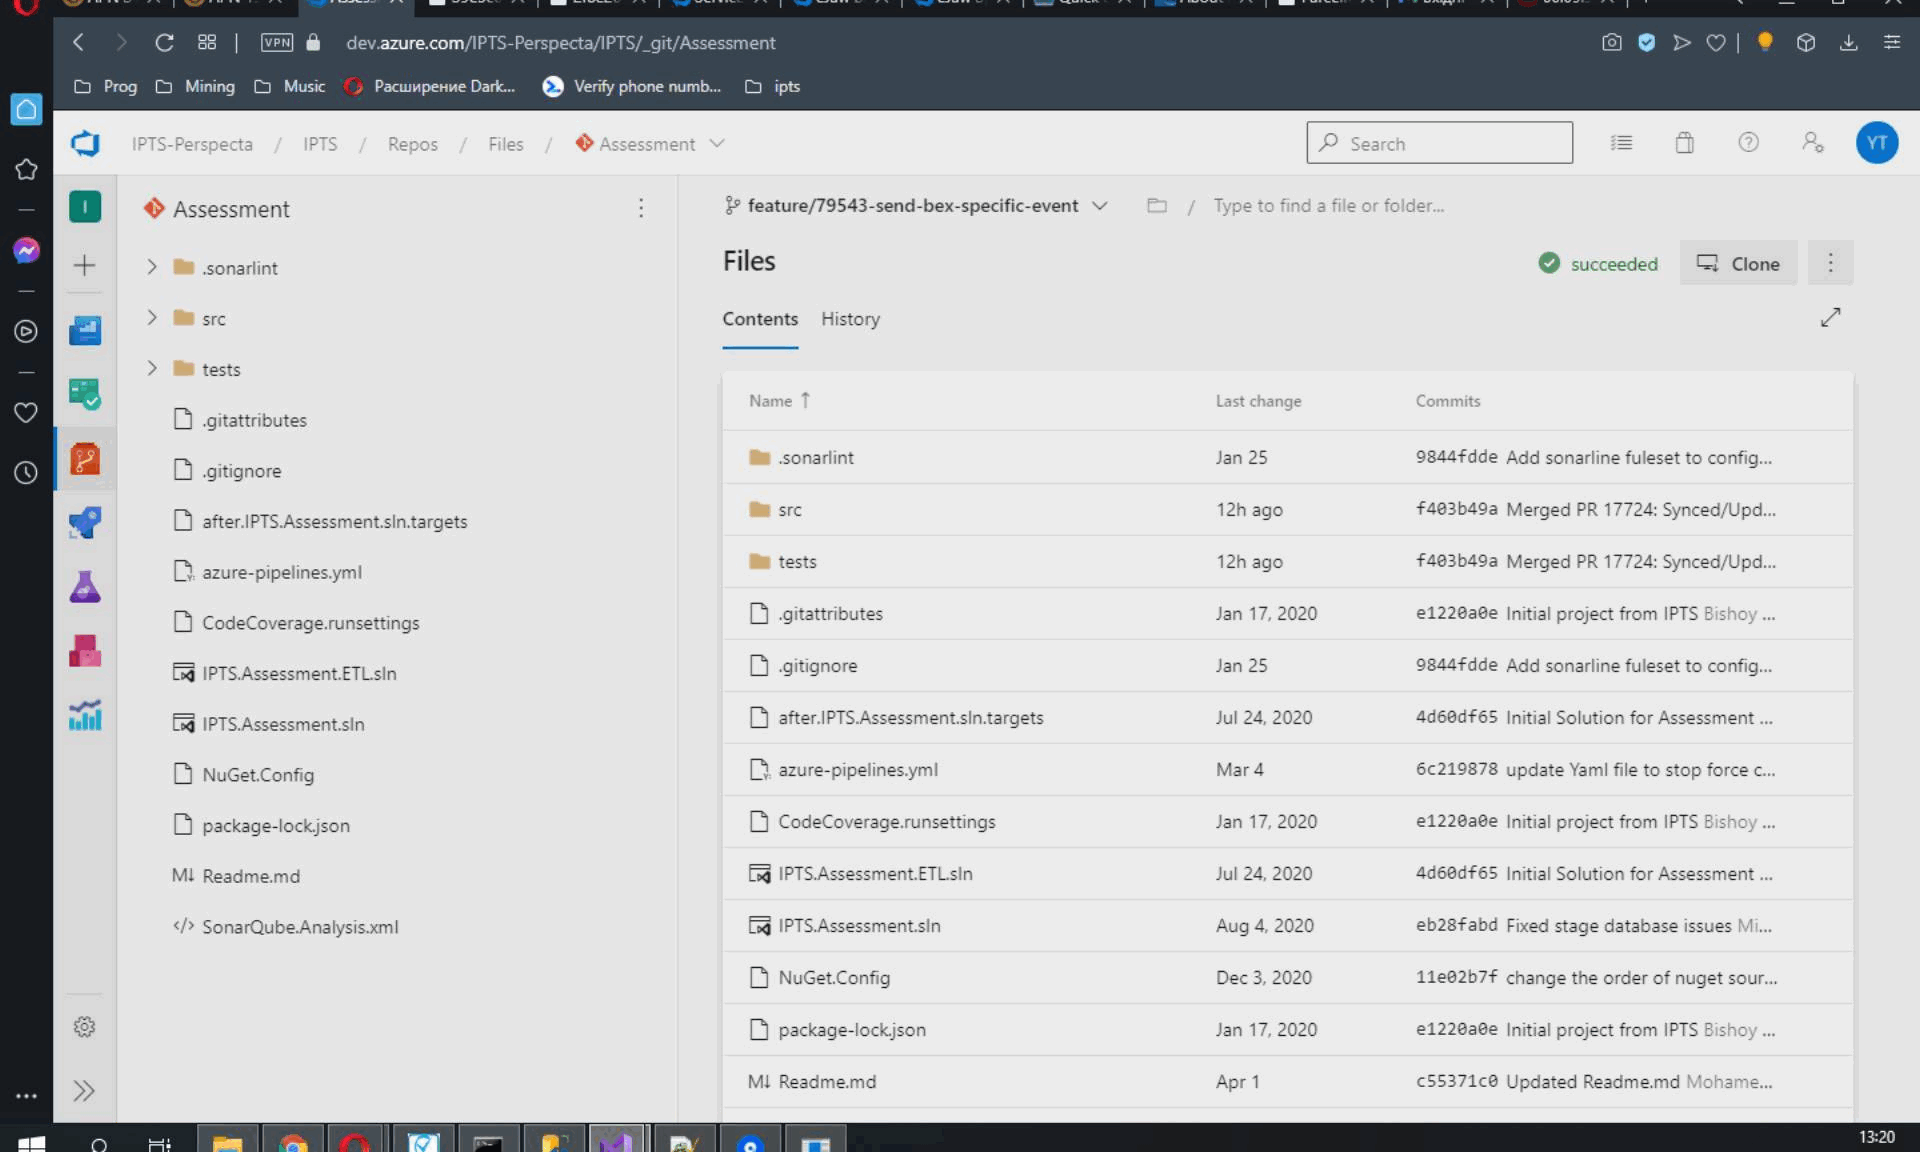 VPN
dev.azure.com/IPTS-Perspecta/IPTS/_git/Assessment
Prog
Mining
Music
Расширение Dark...
Verify phone numb...
ipts
IPTS-Perspecta / IPTS / Repos / Files / Assessment
Search
YT
I
Assessment
.sonarlint
src
tests
.gitattributes
.gitignore
after.IPTS.Assessment.sln.targets
azure-pipelines.yml
CodeCoverage.runsettings
IPTS.Assessment.ETL.sln
IPTS.Assessment.sln
NuGet.Config
package-lock.json
M↓ Readme.md
</> SonarQube.Analysis.xml
feature/79543-send-bex-specific-event
/ Type to find a file or folder...
Files
succeeded
Clone
Contents
History
Name ↑ Last change Commits
.sonarlint Jan 25 9844fdde Add sonarline fuleset to config...
src 12h ago f403b49a Merged PR 17724: Synced/Upd...
tests 12h ago f403b49a Merged PR 17724: Synced/Upd...
.gitattributes Jan 17, 2020 e1220a0e Initial project from IPTS Bishoy ...
.gitignore Jan 25 9844fdde Add sonarline fuleset to config...
after.IPTS.Assessment.sln.targets Jul 24, 2020 4d60df65 Initial Solution for Assessment ...
azure-pipelines.yml Mar 4 6c219878 update Yaml file to stop force c...
CodeCoverage.runsettings Jan 17, 2020 e1220a0e Initial project from IPTS Bishoy ...
IPTS.Assessment.ETL.sln Jul 24, 2020 4d60df65 Initial Solution for Assessment ...
IPTS.Assessment.sln Aug 4, 2020 eb28fabd Fixed stage database issues Mi...
NuGet.Config Dec 3, 2020 11e02b7f change the order of nuget sour...
package-lock.json Jan 17, 2020 e1220a0e Initial project from IPTS Bishoy ...
M↓ Readme.md Apr 1 c55371c0 Updated Readme.md Mohame...
13:20